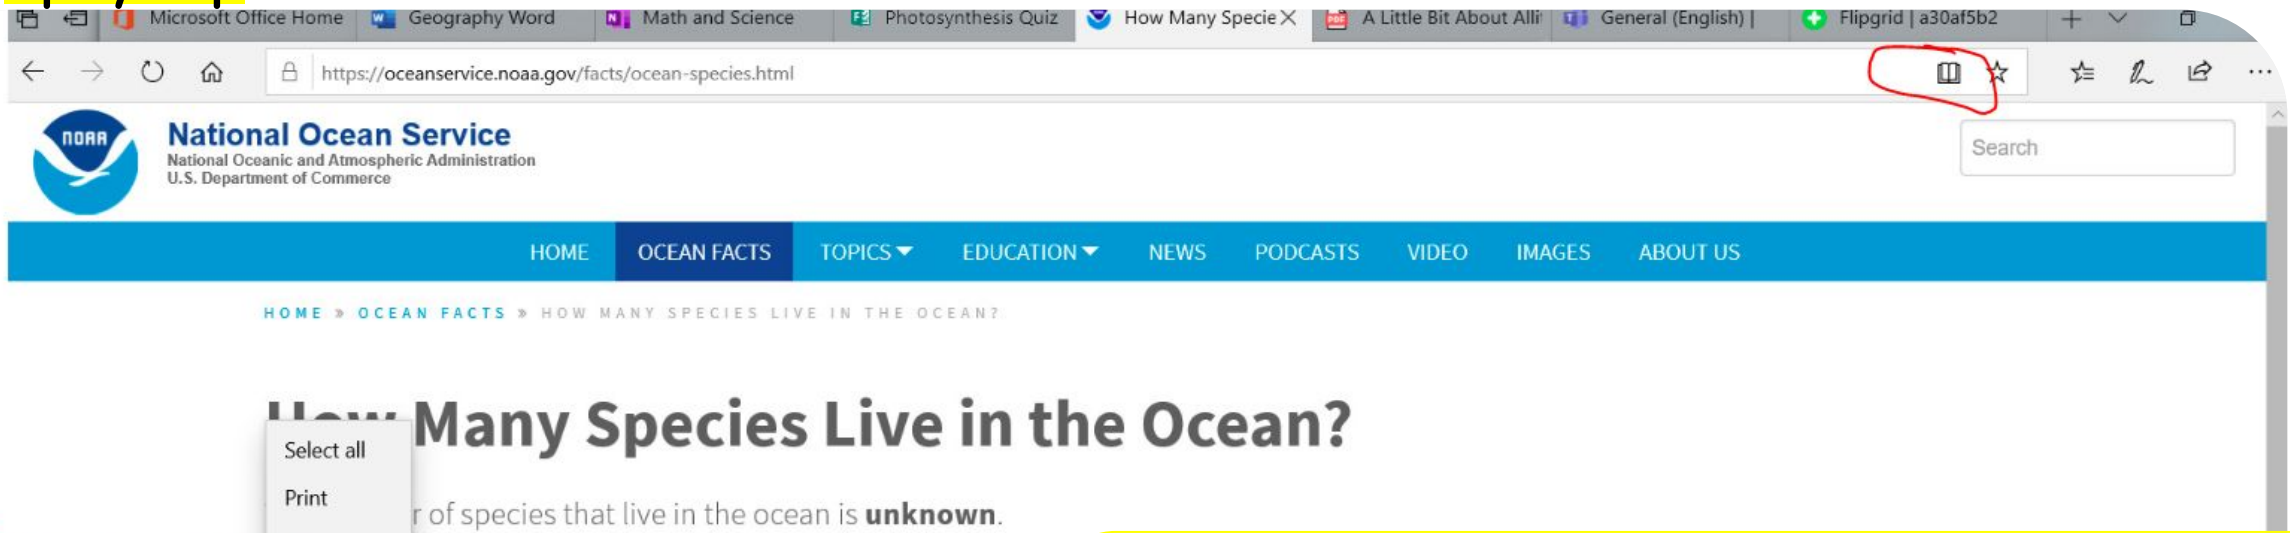 Microsoft Office Home Geography Word Math and Science Photosynthesis Quiz How Many Specie A Little Bit About Allit General (English) | Flipgrid | a30af5b2
https://oceanservice.noaa.gov/facts/ocean-species.html
NOAA
National Ocean Service
National Oceanic and Atmospheric Administration
U.S. Department of Commerce
Search
HOME OCEAN FACTS TOPICS EDUCATION NEWS PODCASTS VIDEO IMAGES ABOUT US
HOME » OCEAN FACTS » HOW MANY SPECIES LIVE IN THE OCEAN?
How Many Species Live in the Ocean?
Select all
Print
r of species that live in the ocean is unknown.